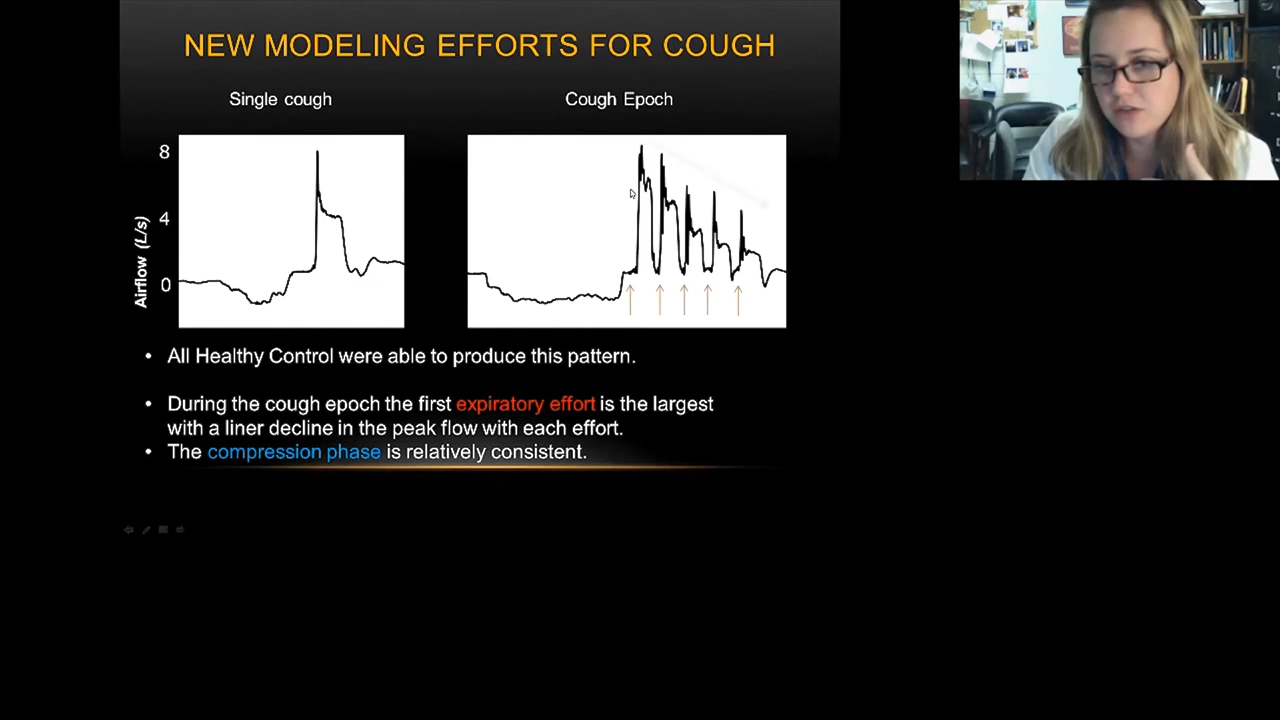 NEW MODELING EFFORTS FOR COUGH
Single cough
Cough Epoch
8
4
0
Airflow (L/s)
• All Healthy Control were able to produce this pattern.
• During the cough epoch the first expiratory effort is the largest
with a liner decline in the peak flow with each effort.
• The compression phase is relatively consistent.